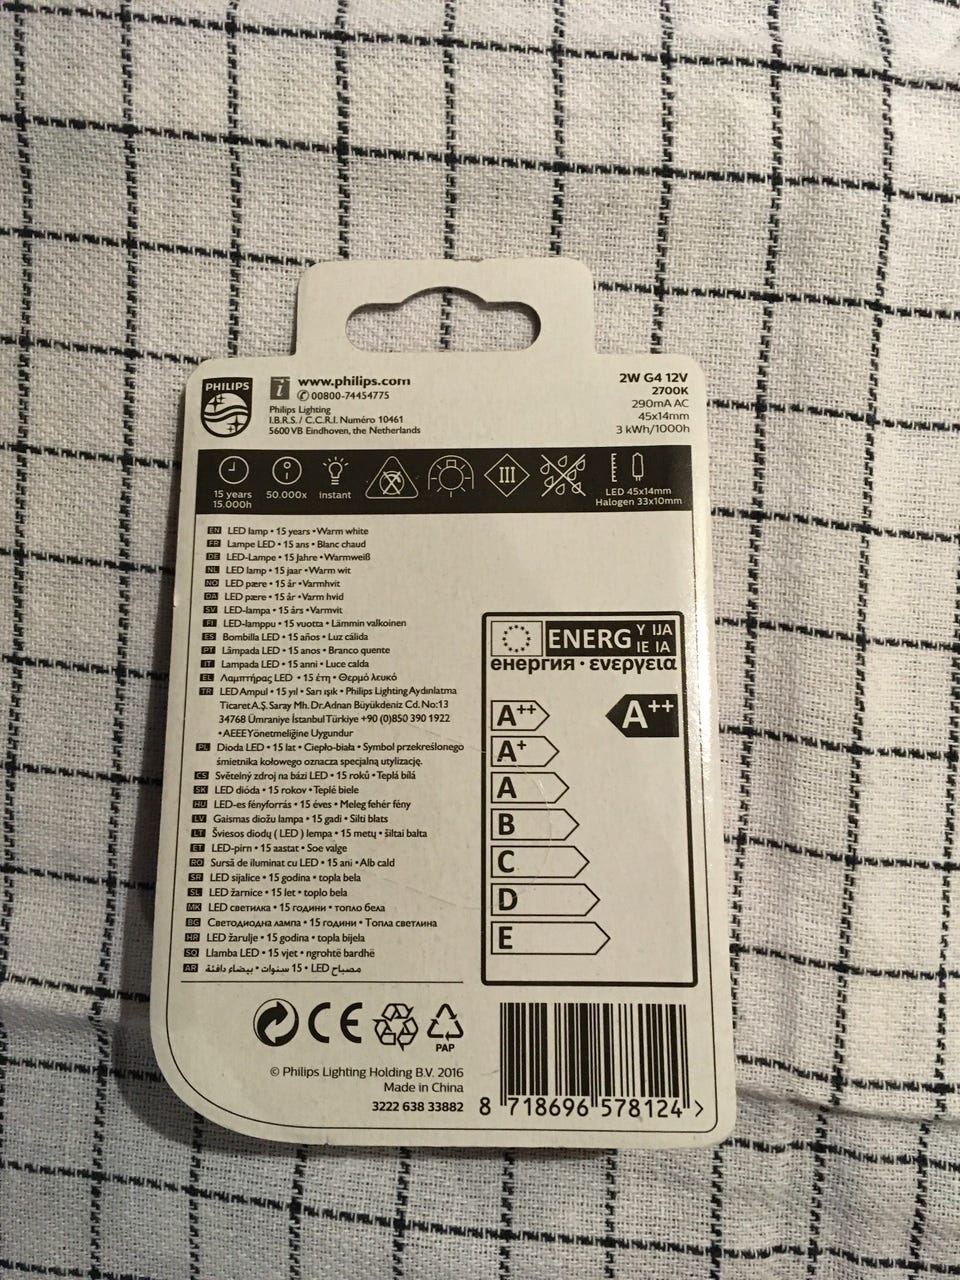 PHILIPS
i www.philips.com
✆ 00800-74454775
Philips Lighting
I.B.R.S. / C.C.R.I. Numéro 10461
5600 VB Eindhoven, the Netherlands
2W G4 12V
2700K
290mA AC
45x14mm
3 kWh/1000h
15 years
15.000h
50.000x
instant
III
LED 45x14mm
Halogen 33x10mm
EN LED lamp • 15 years • Warm white
FR Lampe LED • 15 ans • Blanc chaud
DE LED-Lampe • 15 Jahre • Warmweiß
NL LED lamp • 15 jaar • Warm wit
NO LED pære • 15 år • Varmhvit
DA LED pære • 15 år • Varm hvid
SV LED-lampa • 15 års • Varmvit
FI LED-lamppu • 15 vuotta • Lämmin valkoinen
ES Bombilla LED • 15 años • Luz cálida
PT Lâmpada LED • 15 anos • Branco quente
IT Lampada LED • 15 anni • Luce calda
EL Λαμπτήρας LED • 15 έτη • Θερμό λευκό
TR LED Ampul • 15 yıl • Sarı ışık • Philips Lighting Aydınlatma
Ticaret A.Ş. Saray Mh. Dr.Adnan Büyükdeniz Cd. No:13
34768 Ümraniye İstanbul Türkiye +90 (0)850 390 1922
• AEEE Yönetmeliğine Uygundur
PL Dioda LED • 15 lat • Ciepło-biała • Symbol przekreślonego
śmietnika kołowego oznacza specjalną utylizację.
CS Světelný zdroj na bázi LED • 15 roků • Teplá bílá
SK LED dióda • 15 rokov • Teplé biele
HU LED-es fényforrás • 15 éves • Meleg fehér fény
LV Gaismas diožu lampa • 15 gadi • Silti blats
LT Šviesos diodų ( LED ) lempa • 15 metų • šiltai balta
ET LED-pirn • 15 aastat • Soe valge
RO Sursă de iluminat cu LED • 15 ani • Alb cald
SR LED sijalice • 15 godina • topla bela
SL LED žarnice • 15 let • toplo bela
MK LED светилка • 15 години • топло бела
BG Светодиодна лампа • 15 години • Топла светлина
HR LED žarulje • 15 godina • topla bijela
SQ Llamba LED • 15 vjet • ngrohtë bardhë
AR مصباح LED • 15 سنوات • بيضاء دافئة
ENERG Y IJA
IE IA
енергия · ενεργεια
A++
A++
A+
A
B
C
D
E
CE
PAP
© Philips Lighting Holding B.V. 2016
Made in China
3222 638 33882
8 718696 578124 >